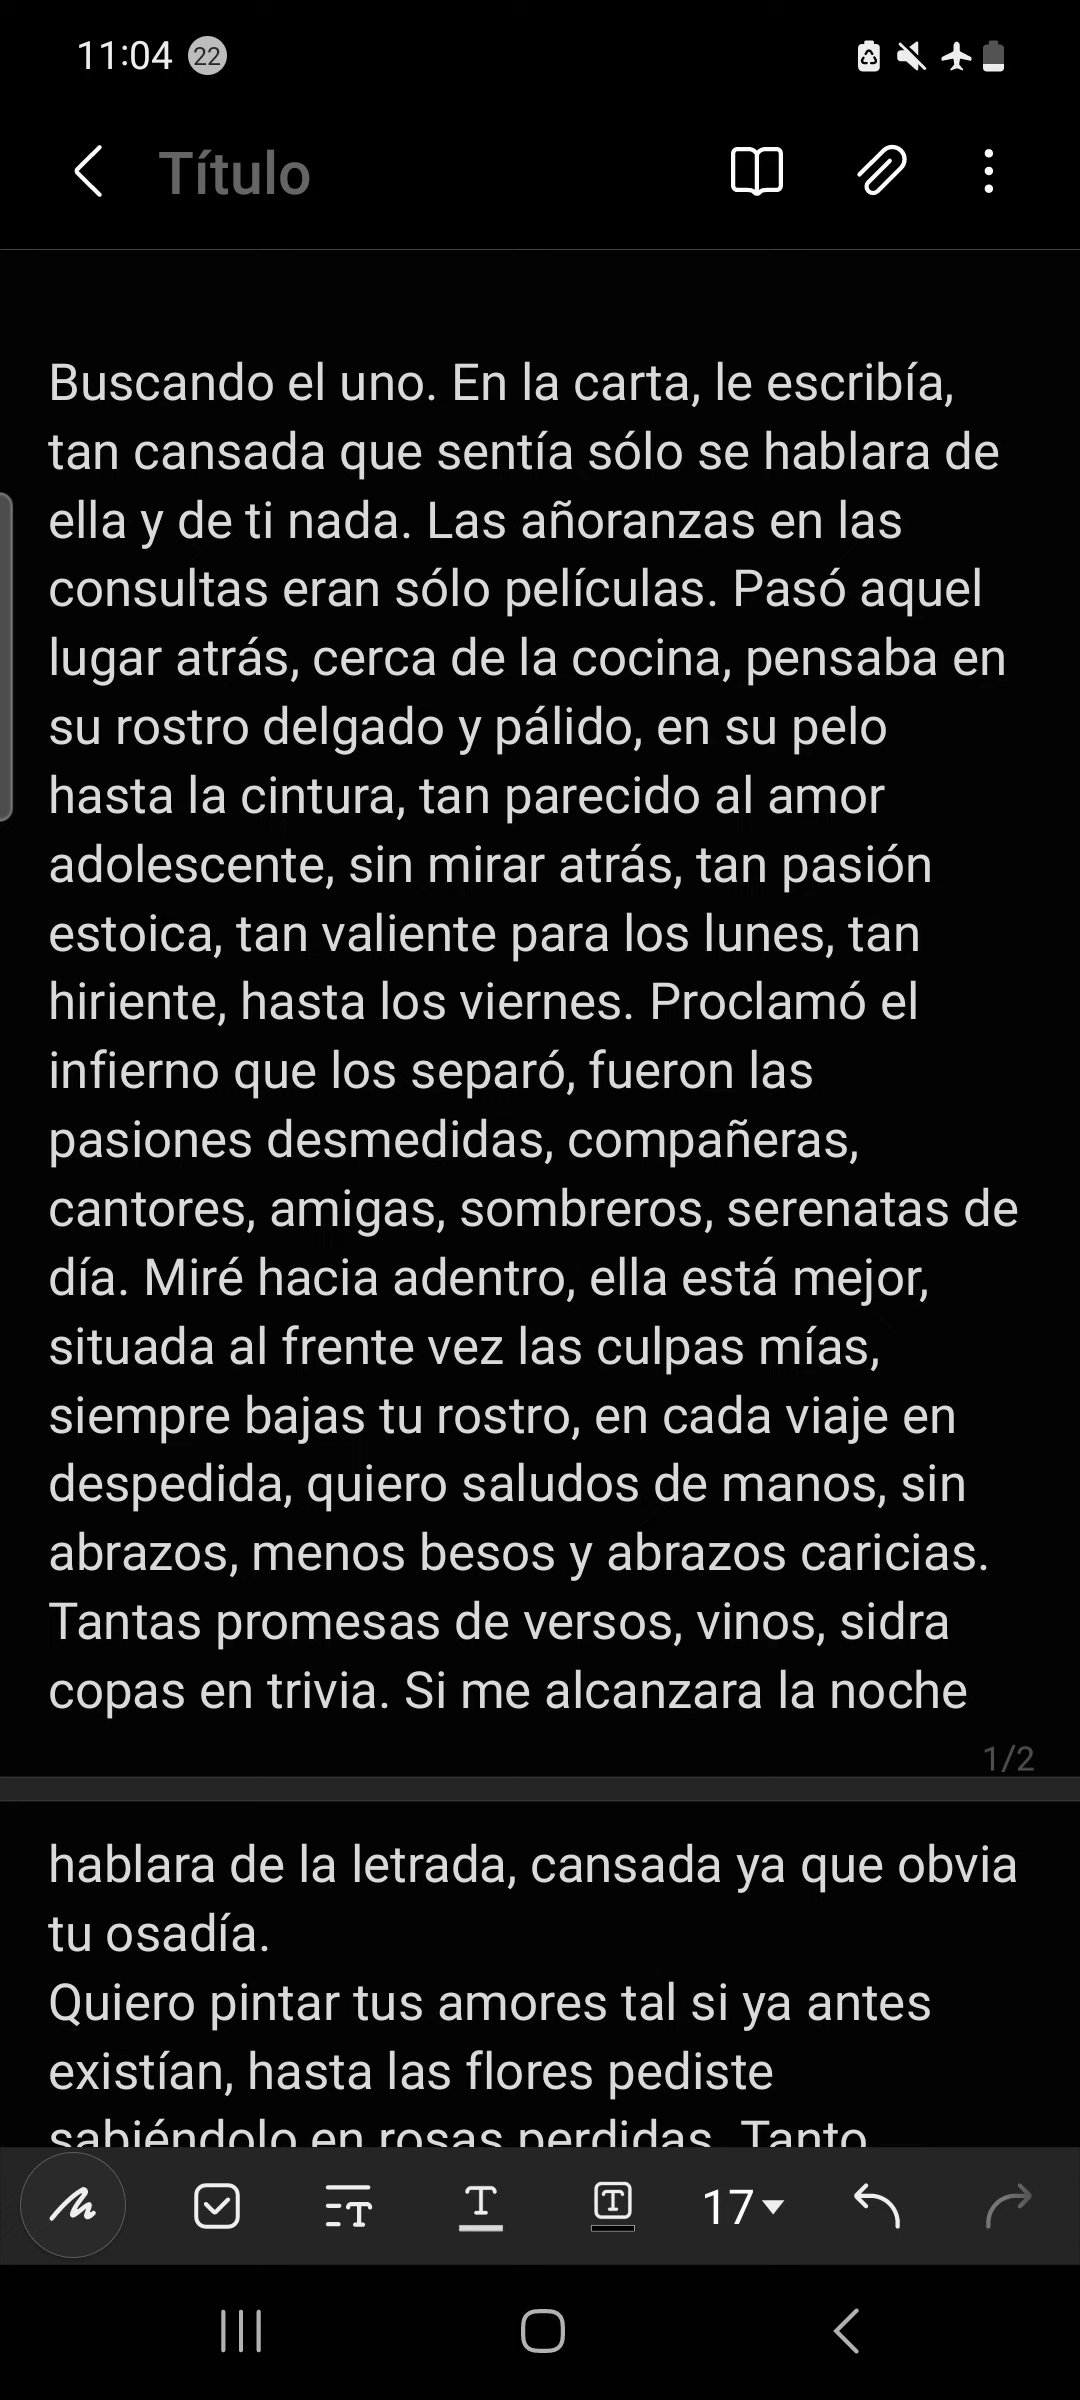 11:04 22
Título
Buscando el uno. En la carta, le escribía,
tan cansada que sentía sólo se hablara de
ella y de ti nada. Las añoranzas en las
consultas eran sólo películas. Pasó aquel
lugar atrás, cerca de la cocina, pensaba en
su rostro delgado y pálido, en su pelo
hasta la cintura, tan parecido al amor
adolescente, sin mirar atrás, tan pasión
estoica, tan valiente para los lunes, tan
hiriente, hasta los viernes. Proclamó el
infierno que los separó, fueron las
pasiones desmedidas, compañeras,
cantores, amigas, sombreros, serenatas de
día. Miré hacia adentro, ella está mejor,
situada al frente vez las culpas mías,
siempre bajas tu rostro, en cada viaje en
despedida, quiero saludos de manos, sin
abrazos, menos besos y abrazos caricias.
Tantas promesas de versos, vinos, sidra
copas en trivia. Si me alcanzara la noche
1/2
hablara de la letrada, cansada ya que obvia
tu osadía.
Quiero pintar tus amores tal si ya antes
existían, hasta las flores pediste
sabiéndolo en rosas perdidas. Tanto
17